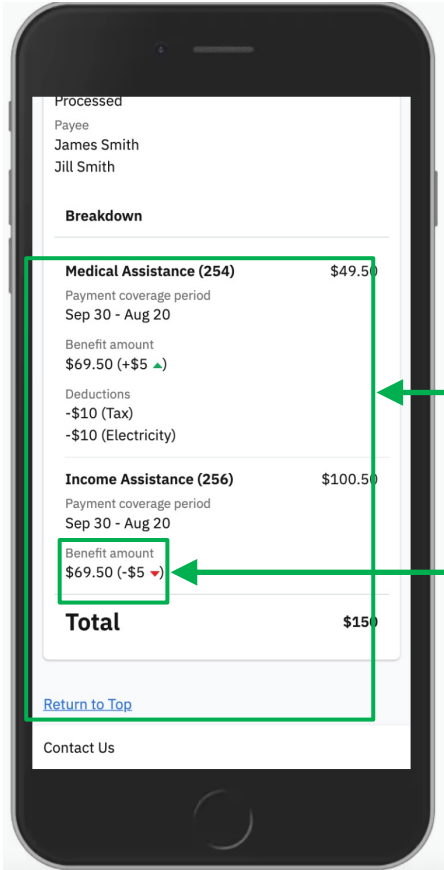 Processed
Payee
James Smith
Jill Smith
Breakdown
Medical Assistance (254) $49.50
Payment coverage period
Sep 30 - Aug 20
Benefit amount
$69.50 (+$5 ▲)
Deductions
-$10 (Tax)
-$10 (Electricity)
Income Assistance (256) $100.50
Payment coverage period
Sep 30 - Aug 20
Benefit amount
$69.50 (-$5 ▼)
Total $150
Return to Top
Contact Us